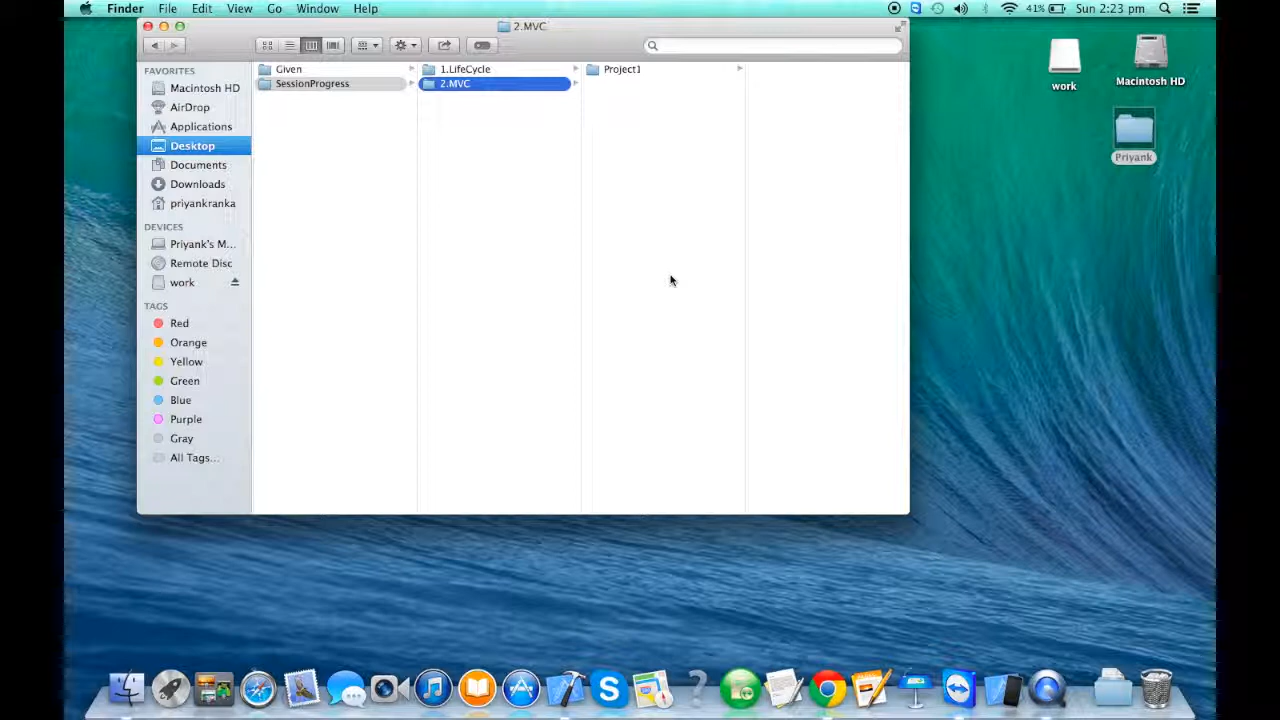 Finder File Edit View Go Window Help 41% Sun 2:23 pm
2.MVC
FAVORITES
Macintosh HD
AirDrop
Applications
Desktop
Documents
Downloads
priyankranka
DEVICES
Priyank's M...
Remote Disc
work
TAGS
Red
Orange
Yellow
Green
Blue
Purple
Gray
All Tags...
Given
SessionProgress
1.LifeCycle
2.MVC
Project1
work
Macintosh HD
Priyank